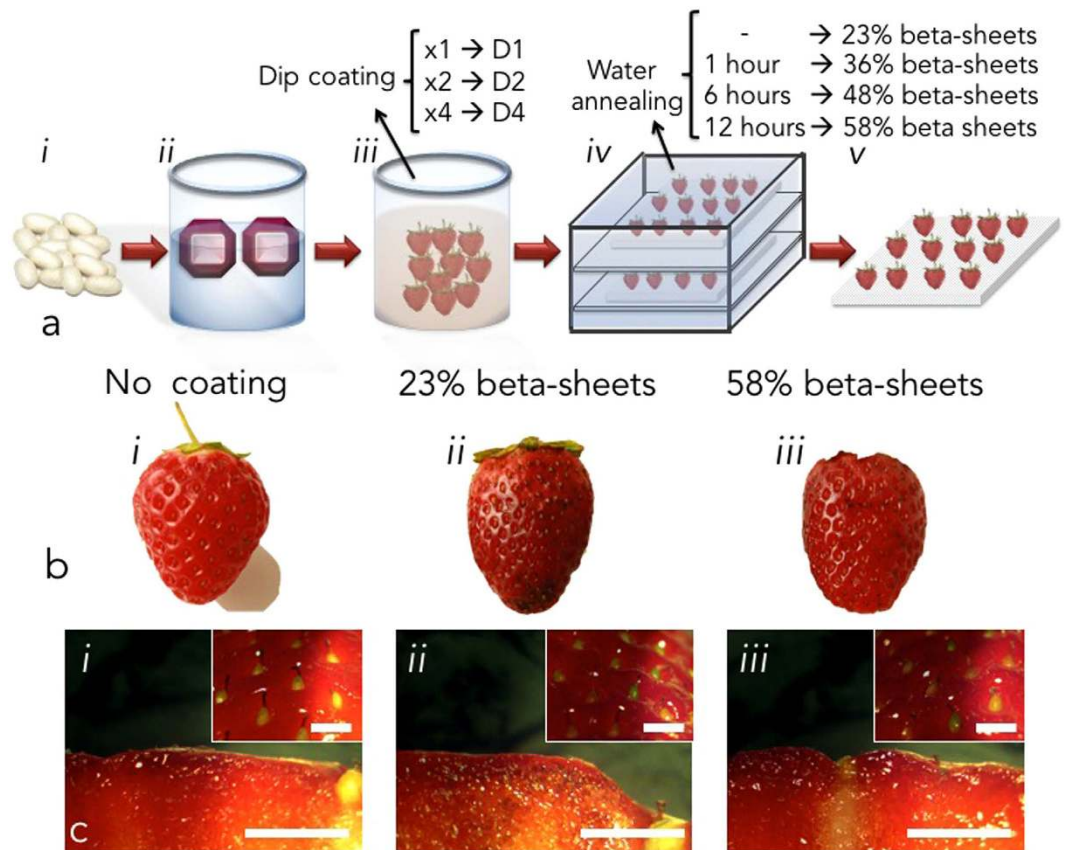 x1 → D1
Dip coating
x2 → D2
x4 → D4
Water
annealing
- → 23% beta-sheets
1 hour → 36% beta-sheets
6 hours → 48% beta-sheets
12 hours → 58% beta sheets
i
ii
iii
iv
v
a
No coating
23% beta-sheets
58% beta-sheets
i
ii
iii
b
i
ii
iii
c